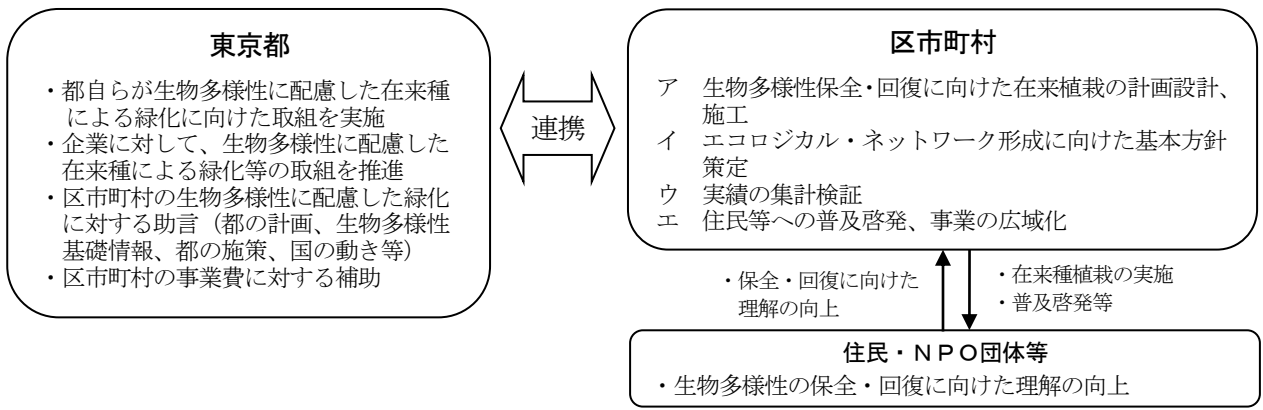 東京都
・都自らが生物多様性に配慮した在来種
による緑化に向けた取組を実施
・企業に対して、生物多様性に配慮した
在来種による緑化等の取組を推進
・区市町村の生物多様性に配慮した緑化
に対する助言（都の計画、生物多様性
基礎情報、都の施策、国の動き等）
・区市町村の事業費に対する補助
連携
区市町村
ア　生物多様性保全・回復に向けた在来植栽の計画設計、
施工
イ　エコロジカル・ネットワーク形成に向けた基本方針
策定
ウ　実績の集計検証
エ　住民等への普及啓発、事業の広域化
・保全・回復に向けた
理解の向上
・在来種植栽の実施
・普及啓発等
住民・ＮＰＯ団体等
・生物多様性の保全・回復に向けた理解の向上